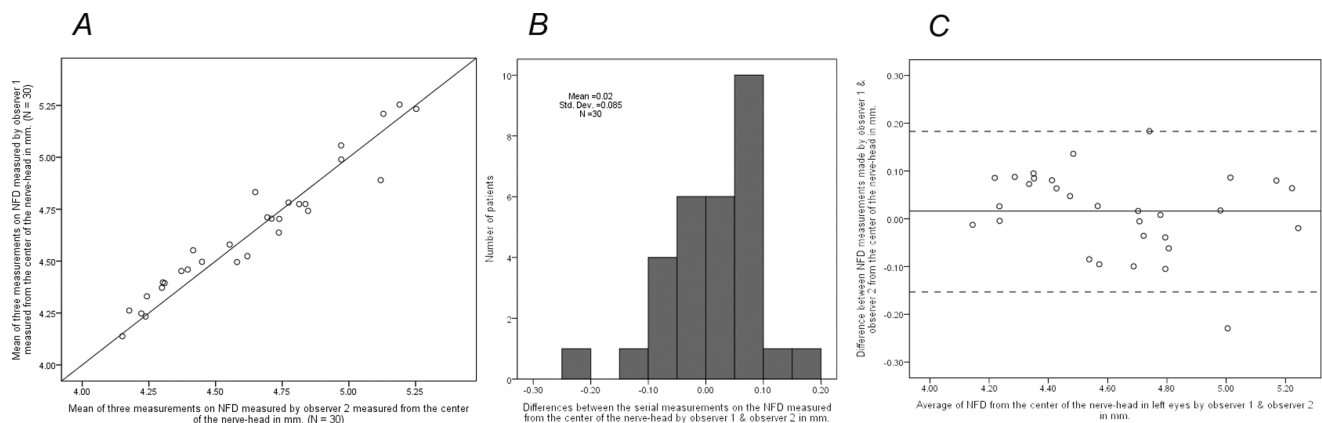 A
Mean of three measurements on NFD measured by observer 1
measured from the center of the nerve-head in mm. (N = 30)
5.25
5.00
4.75
4.50
4.25
4.00
4.00
4.25
4.50
4.75
5.00
5.25
Mean of three measurements on NFD measured by observer 2 measured from the center
of the nerve-head in mm. (N = 30)
B
Number of patients
10
8
6
4
2
0
Mean =0.02
Std. Dev. =0.085
N =30
-0.30
-0.20
-0.10
0.00
0.10
0.20
Differences between the serial measurements on the NFD measured
from the center of the nerve-head by observer 1 & observer 2 in mm.
C
Difference between NFD measurements made by observer 1 &
observer 2 from the center of the nerve-head in mm.
0.30
0.20
0.10
0.00
-0.10
-0.20
-0.30
4.00
4.20
4.40
4.60
4.80
5.00
5.20
Average of NFD from the center of the nerve-head in left eyes by observer 1 & observer 2
in mm.